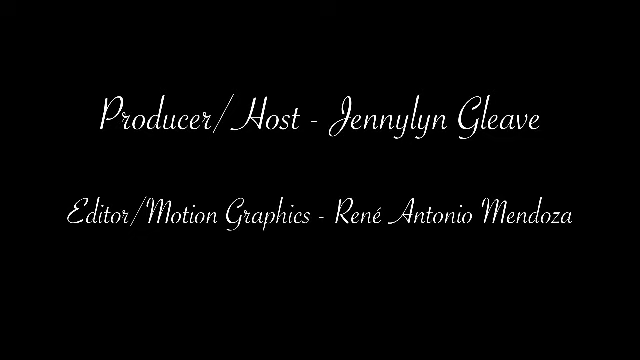 Producer/Host - Jennylyn Gleave
Editor/Motion Graphics - René Antonio Mendoza